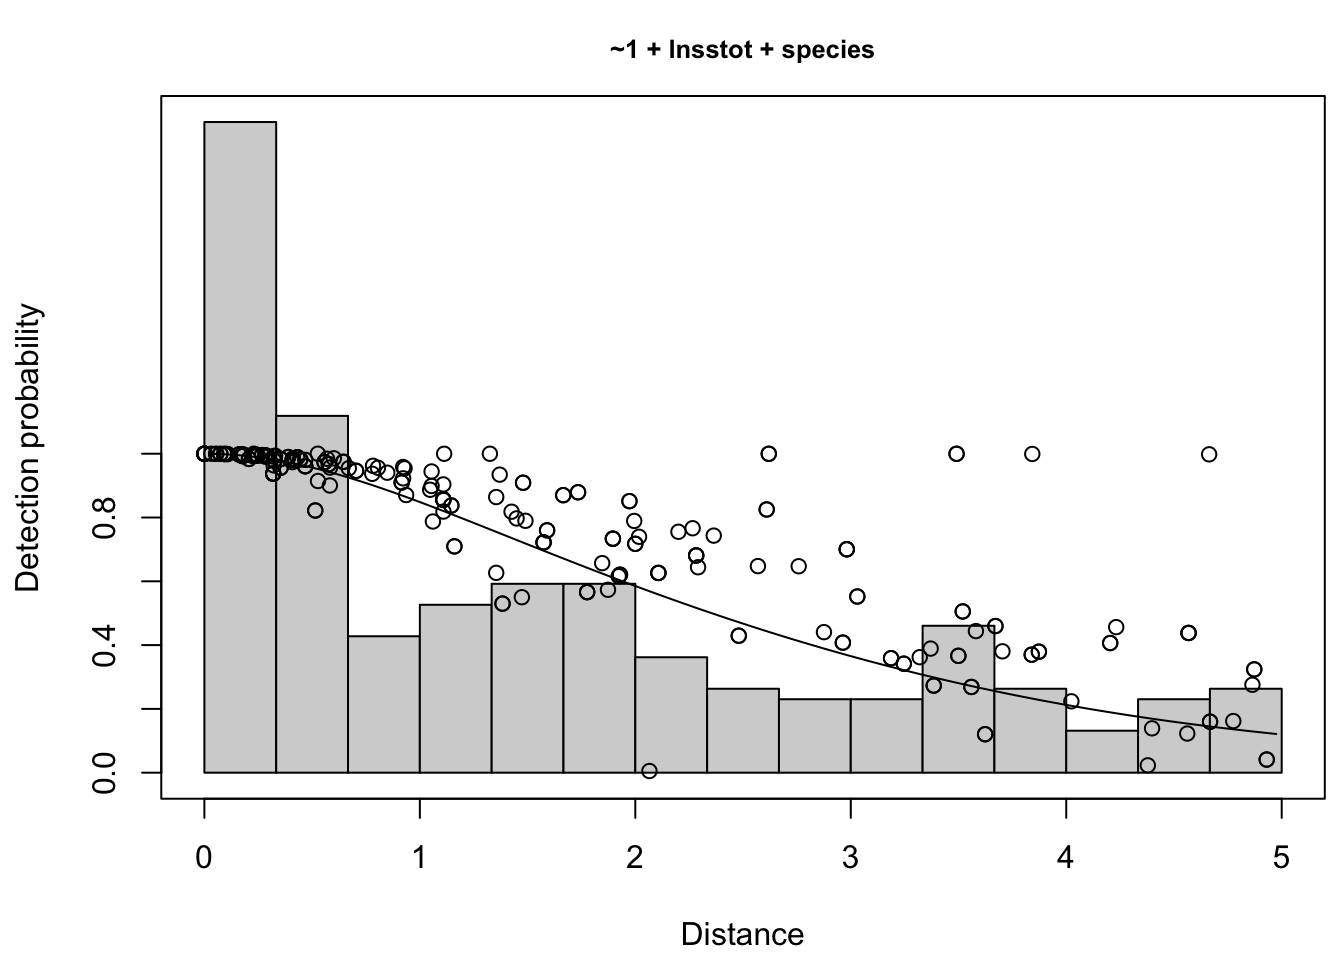 ~1 + lnsstot + species
Detection probability
0.8
0.4
0.0
0 1 2 3 4 5
Distance